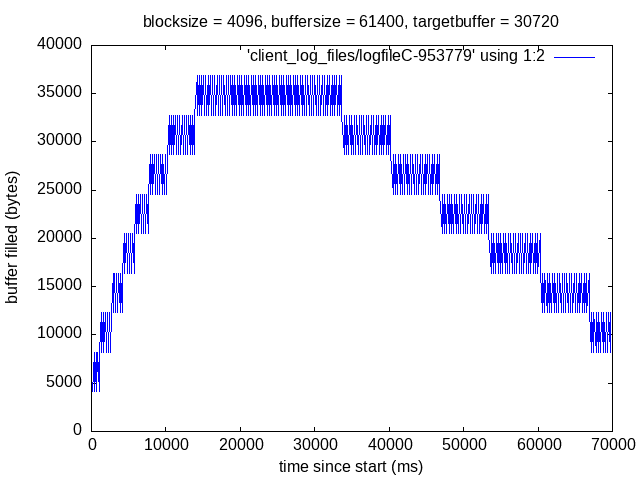 blocksize = 4096, buffersize = 61400, targetbuffer = 30720
'client_log_files/logfileC-953779' using 1:2
buffer filled (bytes)
40000
35000
30000
25000
20000
15000
10000
5000
0
0 10000 20000 30000 40000 50000 60000 70000
time since start (ms)